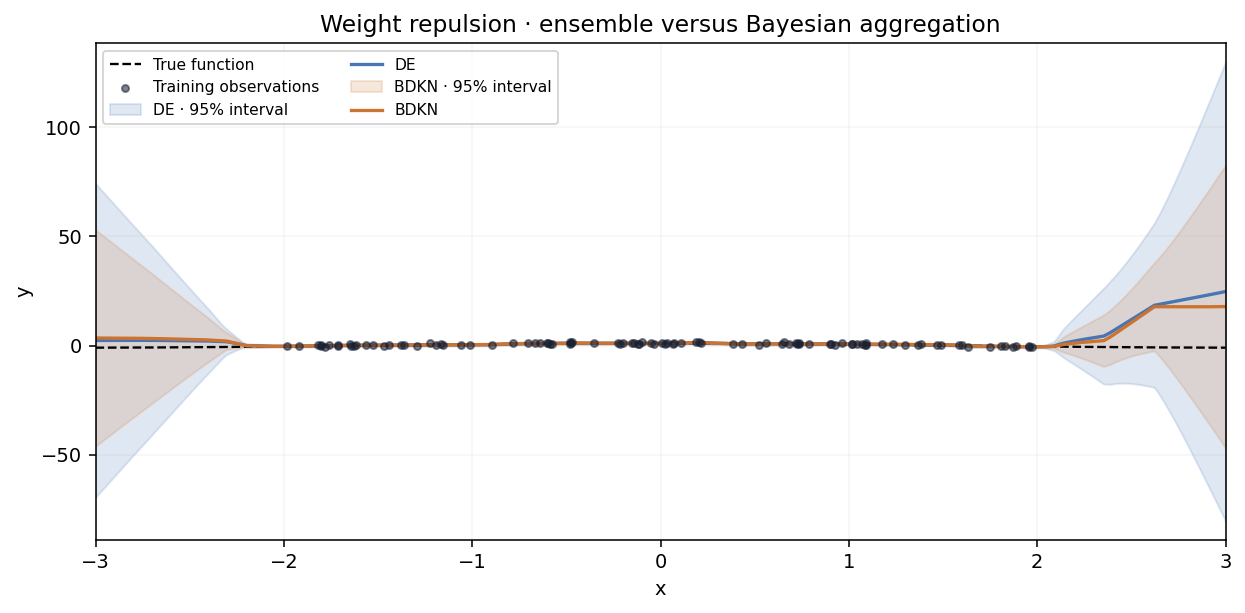 Weight repulsion · ensemble versus Bayesian aggregation
True function
Training observations
DE · 95% interval
DE
BDKN · 95% interval
BDKN
y
100
50
0
−50
−3
−2
−1
0
1
2
3
x